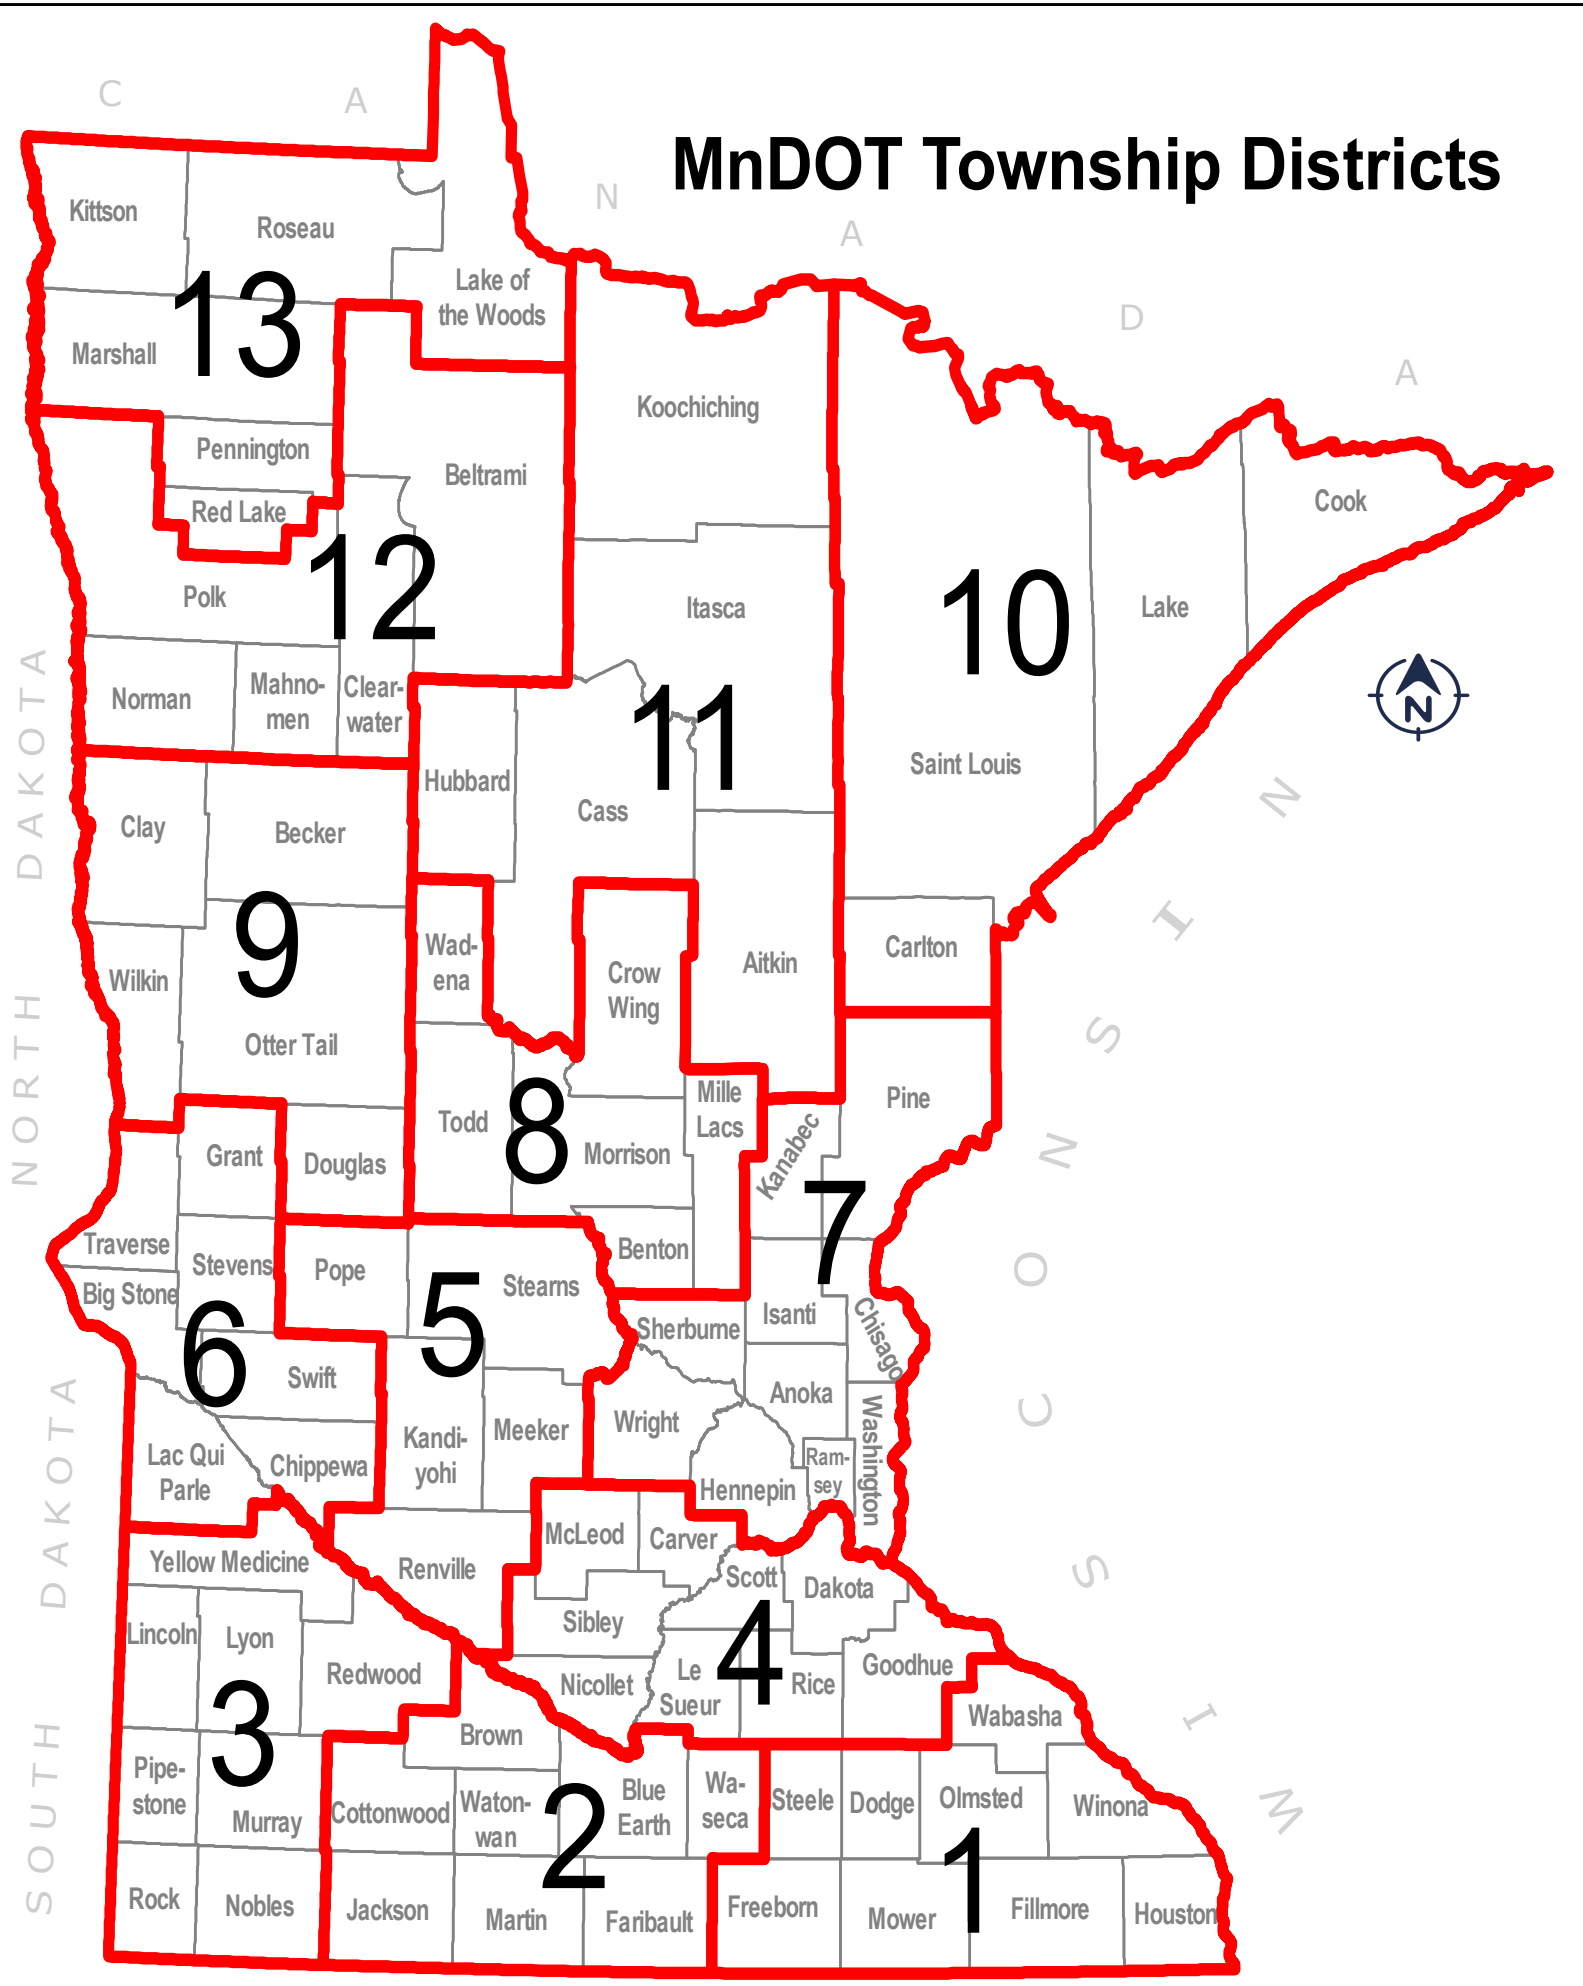 MnDOT Township Districts
C A N A D A
Kittson
Roseau
Lake of
the Woods
13
Marshall
Koochiching
Pennington
Beltrami
Red Lake
Cook
12
Polk
Itasca
10
Lake
Norman
Mahno-
men
Clear-
water
N
11
Hubbard
Cass
Saint Louis
Clay
Becker
9
Wad-
ena
Crow
Wing
Aitkin
Carlton
Wilkin
Otter Tail
Pine
Mille
Lacs
Todd
8
Morrison
Kanabec
Grant
Douglas
7
Traverse
Stevens
Pope
5
Stearns
Benton
Big Stone
6
Sherburne
Isanti
Chisago
Swift
Anoka
Wright
Washington
Kandi-
yohi
Meeker
Lac Qui
Parle
Chippewa
Hennepin
Ram-
sey
McLeod
Carver
Yellow Medicine
Renville
Scott
Dakota
Lincoln
Lyon
Sibley
4
Redwood
Nicollet
Le
Sueur
Rice
Goodhue
3
Brown
Wabasha
Pipe-
stone
Murray
Cottonwood
Waton-
wan
2
Blue
Earth
Wa-
seca
Steele
Dodge
Olmsted
Winona
1
Rock
Nobles
Jackson
Martin
Faribault
Freeborn
Mower
Fillmore
Houston
NORTH DAKOTA
SOUTH DAKOTA
WISCONSIN